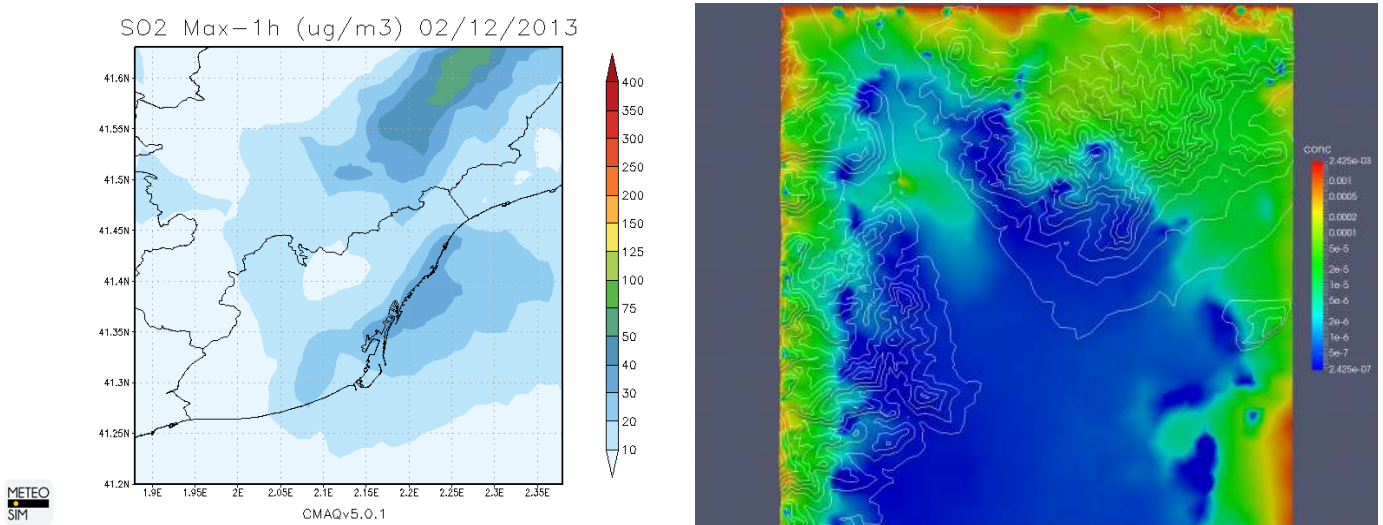 SO2 Max-1h (ug/m3) 02/12/2013
41.6N
41.55N
41.5N
41.45N
41.4N
41.35N
41.3N
41.25N
41.2N
1.9E 1.95E 2E 2.05E 2.1E 2.15E 2.2E 2.25E 2.3E 2.35E
CMAQv5.0.1
400
350
300
250
200
150
125
100
75
50
40
30
20
10
METEO
SIM
conc
2.425e-03
0.001
0.0005
0.0002
0.0001
5e-5
2e-5
1e-5
5e-6
2e-6
1e-6
5e-7
2.425e-07